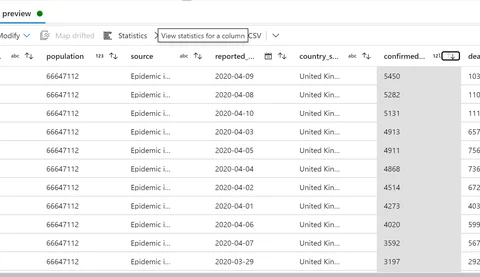 preview
Modify Map drifted Statistics View statistics for a column CSV
abc population 123 source abc reported_... country_s... abc confirmed... 123 dea
66647112 Epidemic i... 2020-04-09 United Kin... 5450 103
66647112 Epidemic i... 2020-04-08 United Kin... 5282 110
66647112 Epidemic i... 2020-04-10 United Kin... 5131 111
66647112 Epidemic i... 2020-04-03 United Kin... 4913 657
66647112 Epidemic i... 2020-04-05 United Kin... 4911 756
66647112 Epidemic i... 2020-04-04 United Kin... 4868 736
66647112 Epidemic i... 2020-04-02 United Kin... 4514 672
66647112 Epidemic i... 2020-04-01 United Kin... 4273 403
66647112 Epidemic i... 2020-04-06 United Kin... 4020 599
66647112 Epidemic i... 2020-04-07 United Kin... 3592 567
66647112 Epidemic i... 2020-03-29 United Kin... 3197 292